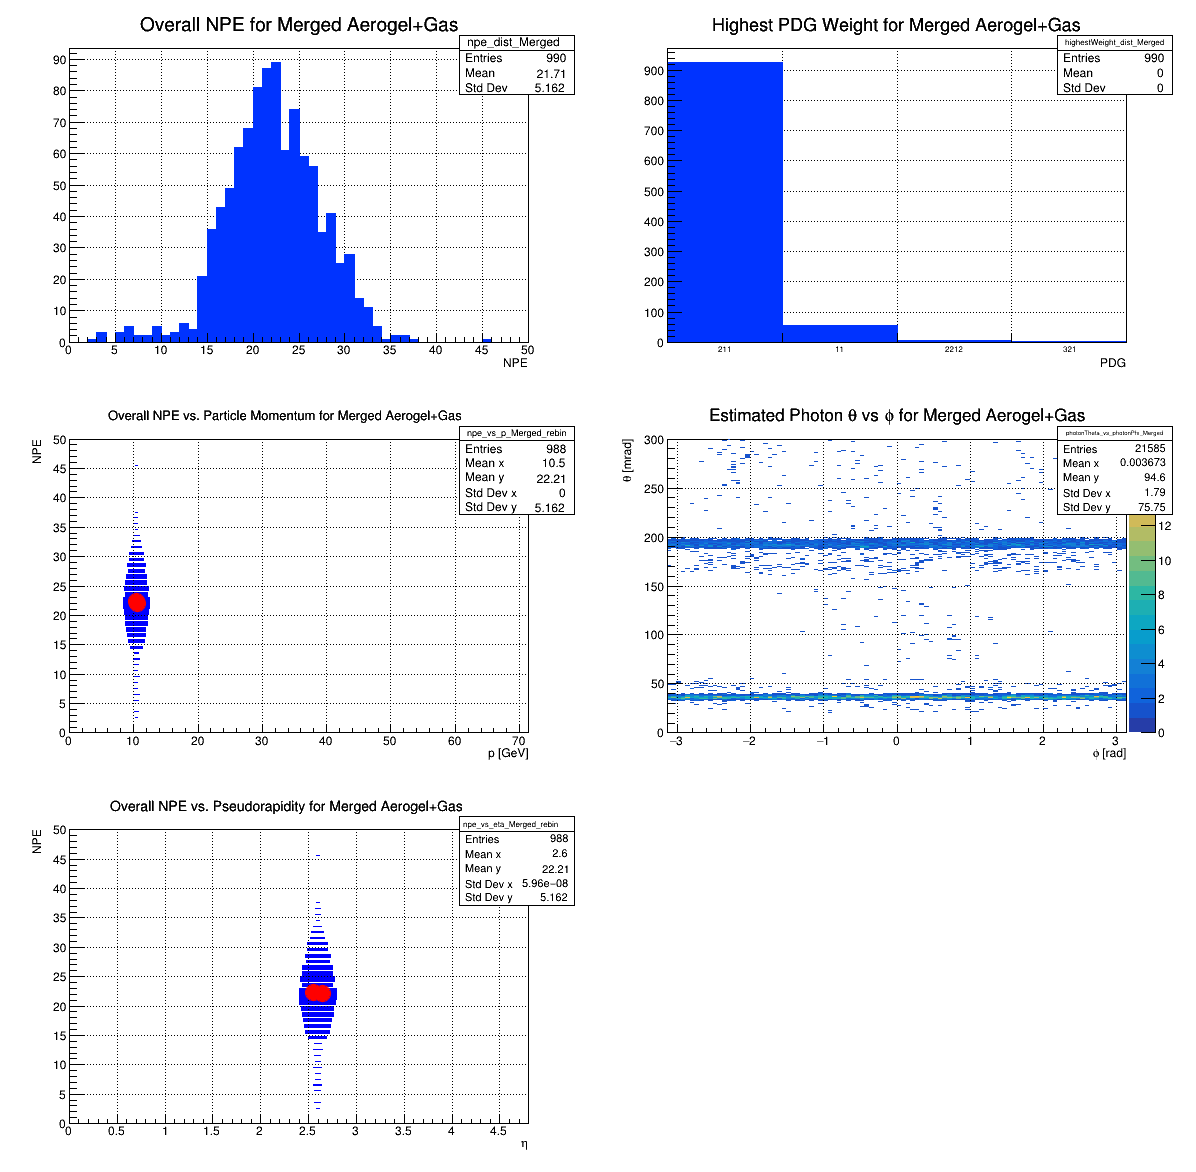 Overall NPE for Merged Aerogel+Gas
npe_dist_Merged
Entries 990
Mean 21.71
Std Dev 5.162
90
80
70
60
50
40
30
20
10
0
0 5 10 15 20 25 30 35 40 45 50
NPE
Highest PDG Weight for Merged Aerogel+Gas
highestWeight_dist_Merged
Entries 990
Mean 0
Std Dev 0
900
800
700
600
500
400
300
200
100
0
211 11 2212 321
PDG
Overall NPE vs. Particle Momentum for Merged Aerogel+Gas
npe_vs_p_Merged_rebin
Entries 988
Mean x 10.5
Mean y 22.21
Std Dev x 0
Std Dev y 5.162
NPE
50
45
40
35
30
25
20
15
10
5
0
0 10 20 30 40 50 60 70
p [GeV]
Estimated Photon θ vs ϕ for Merged Aerogel+Gas
photonTheta_vs_photonPhi_Merged
Entries 21585
Mean x 0.003673
Mean y 94.6
Std Dev x 1.79
Std Dev y 75.75
θ [mrad]
300
250
200
150
100
50
0
−3 −2 −1 0 1 2 3
ϕ [rad]
12
10
8
6
4
2
0
Overall NPE vs. Pseudorapidity for Merged Aerogel+Gas
npe_vs_eta_Merged_rebin
Entries 988
Mean x 2.6
Mean y 22.21
Std Dev x 5.96e−08
Std Dev y 5.162
NPE
50
45
40
35
30
25
20
15
10
5
0
0 0.5 1 1.5 2 2.5 3 3.5 4 4.5
η